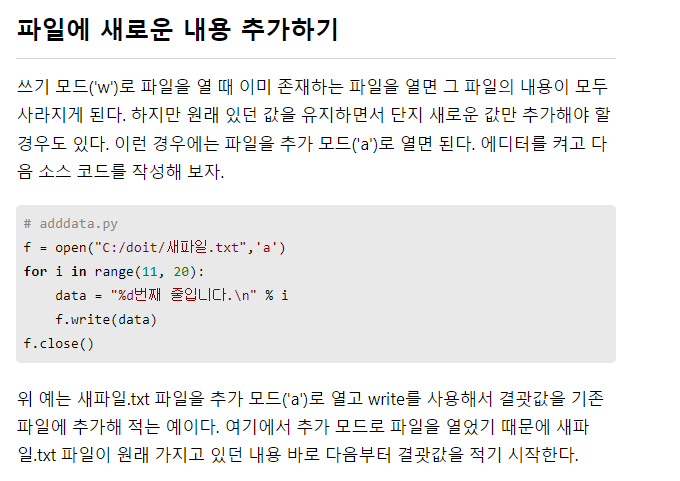 파일에 새로운 내용 추가하기
쓰기 모드('w')로 파일을 열 때 이미 존재하는 파일을 열면 그 파일의 내용이 모두
사라지게 된다. 하지만 원래 있던 값을 유지하면서 단지 새로운 값만 추가해야 할
경우도 있다. 이런 경우에는 파일을 추가 모드('a')로 열면 된다. 에디터를 켜고 다
음 소스 코드를 작성해 보자.
# adddata.py
f = open("C:/doit/새파일.txt",'a')
for i in range(11, 20):
    data = "%d번째 줄입니다.\n" % i
    f.write(data)
f.close()
위 예는 새파일.txt 파일을 추가 모드('a')로 열고 write를 사용해서 결괏값을 기존
파일에 추가해 적는 예이다. 여기에서 추가 모드로 파일을 열었기 때문에 새파
일.txt 파일이 원래 가지고 있던 내용 바로 다음부터 결괏값을 적기 시작한다.